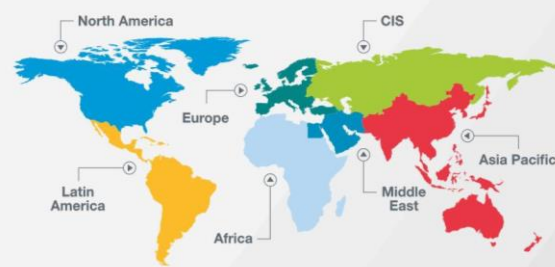 North America
CIS
Europe
Asia Pacific
Latin
America
Africa
Middle
East